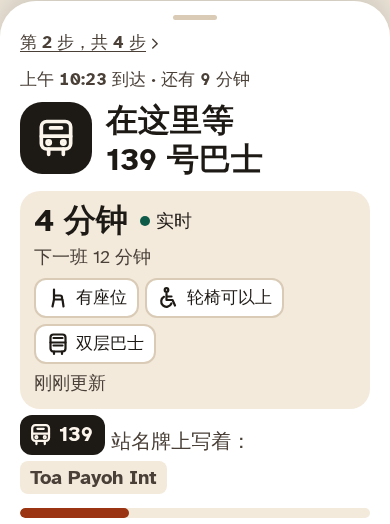 第 2 步，共 4 步
上午 10:23 到达 · 还有 9 分钟
在这里等
139 号巴士
4 分钟 实时
下一班 12 分钟
有座位 轮椅可以上
双层巴士
刚刚更新
139 站名牌上写着：
Toa Payoh Int